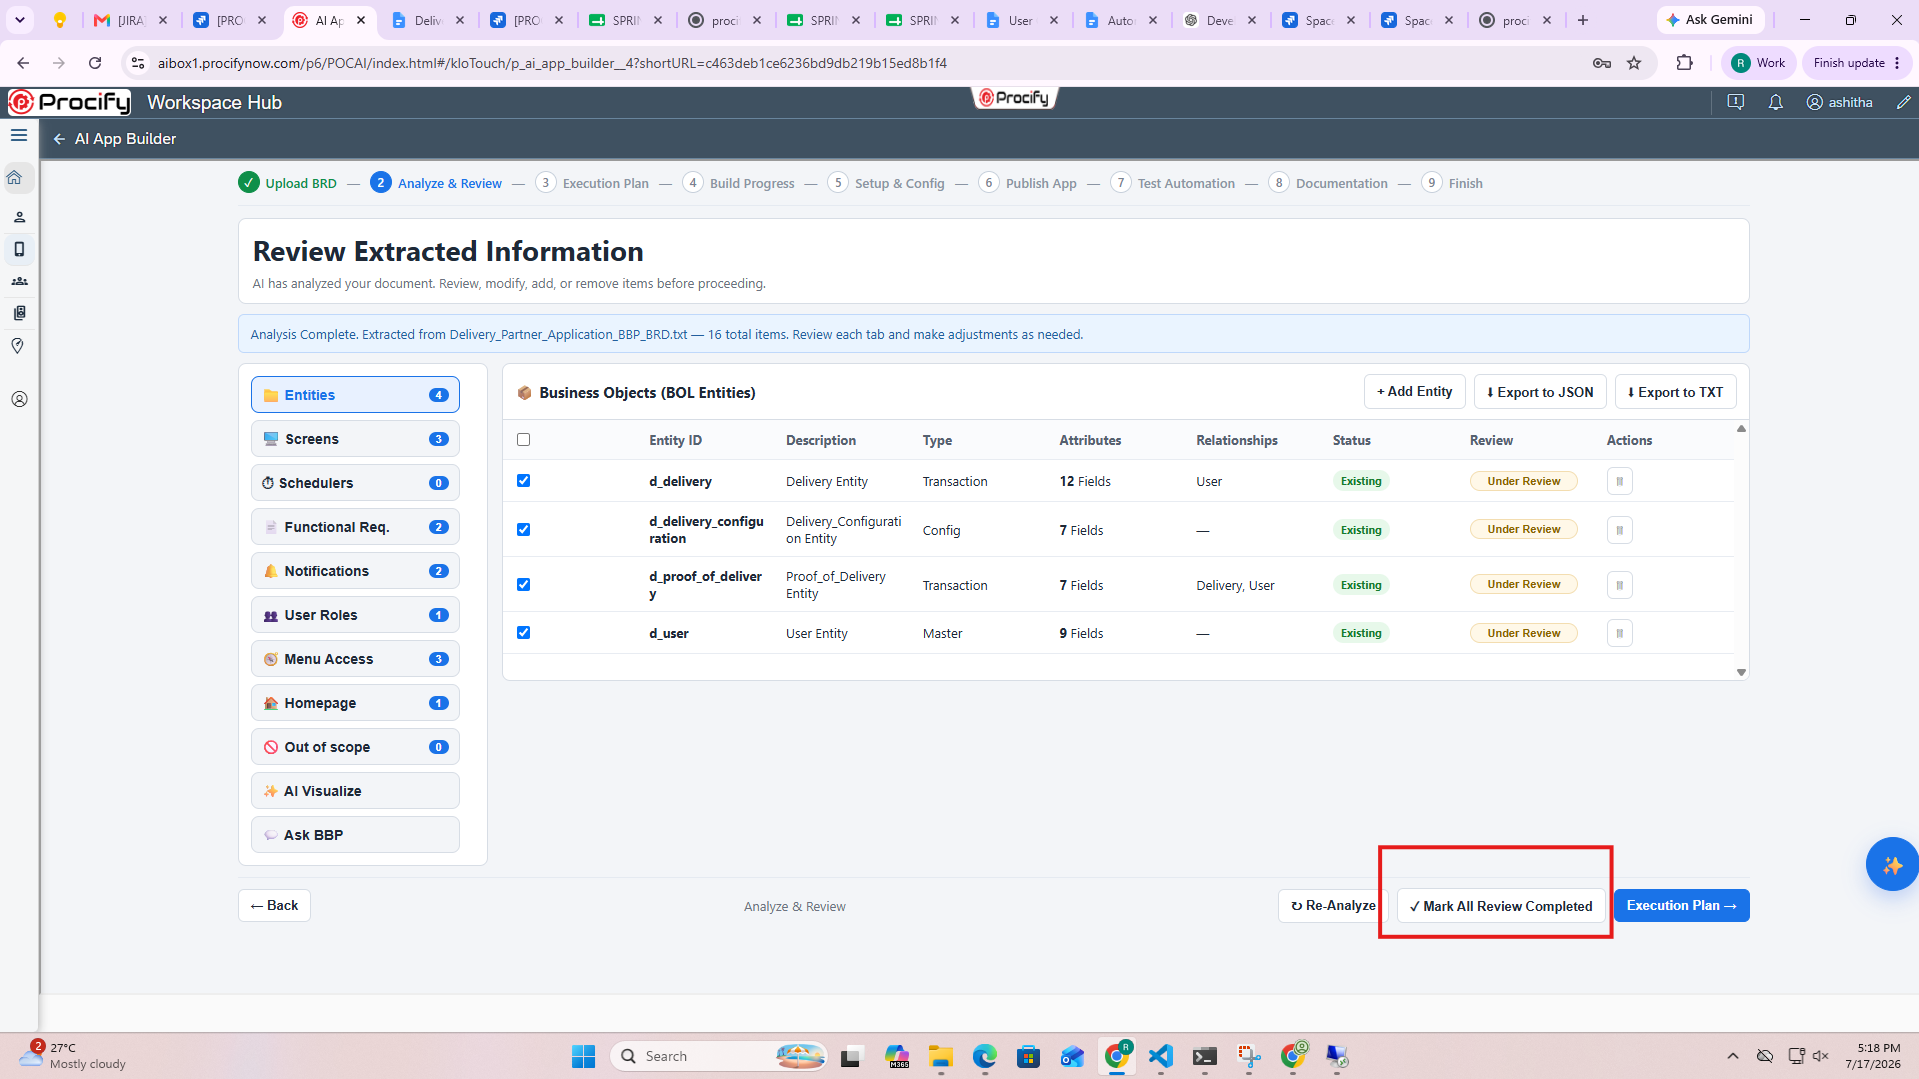 [JIRA]
[PRO
AI Ap
Deliv
[PRO
SPRI
proci
SPRI
SPRI
User
Auto
Deve
Space
Space
proci
Ask Gemini
aibox1.procifynow.com/p6/POCAI/index.html#/kloTouch/p_ai_app_builder__4?shortURL=c463deb1ce6236bd9db219b15ed8b1f4
R Work
Finish update
Procify Workspace Hub
Procify
ashitha
← AI App Builder
✓ Upload BRD — 2 Analyze & Review — 3 Execution Plan — 4 Build Progress — 5 Setup & Config — 6 Publish App — 7 Test Automation — 8 Documentation — 9 Finish
Review Extracted Information
AI has analyzed your document. Review, modify, add, or remove items before proceeding.
Analysis Complete. Extracted from Delivery_Partner_Application_BBP_BRD.txt — 16 total items. Review each tab and make adjustments as needed.
Entities 4
Screens 3
Schedulers 0
Functional Req. 2
Notifications 2
User Roles 1
Menu Access 3
Homepage 1
Out of scope 0
AI Visualize
Ask BBP
Business Objects (BOL Entities)
+ Add Entity
⬇ Export to JSON
⬇ Export to TXT
Entity ID Description Type Attributes Relationships Status Review Actions
d_delivery Delivery Entity Transaction 12 Fields User Existing Under Review
d_delivery_configu
ration
Delivery_Configurati
on Entity
Config 7 Fields — Existing Under Review
d_proof_of_deliver
y
Proof_of_Delivery
Entity
Transaction 7 Fields Delivery, User Existing Under Review
d_user User Entity Master 9 Fields — Existing Under Review
← Back
Analyze & Review
↻ Re-Analyze
✓ Mark All Review Completed
Execution Plan →
2
27°C
Mostly cloudy
Search
M365
R
5:18 PM
7/17/2026